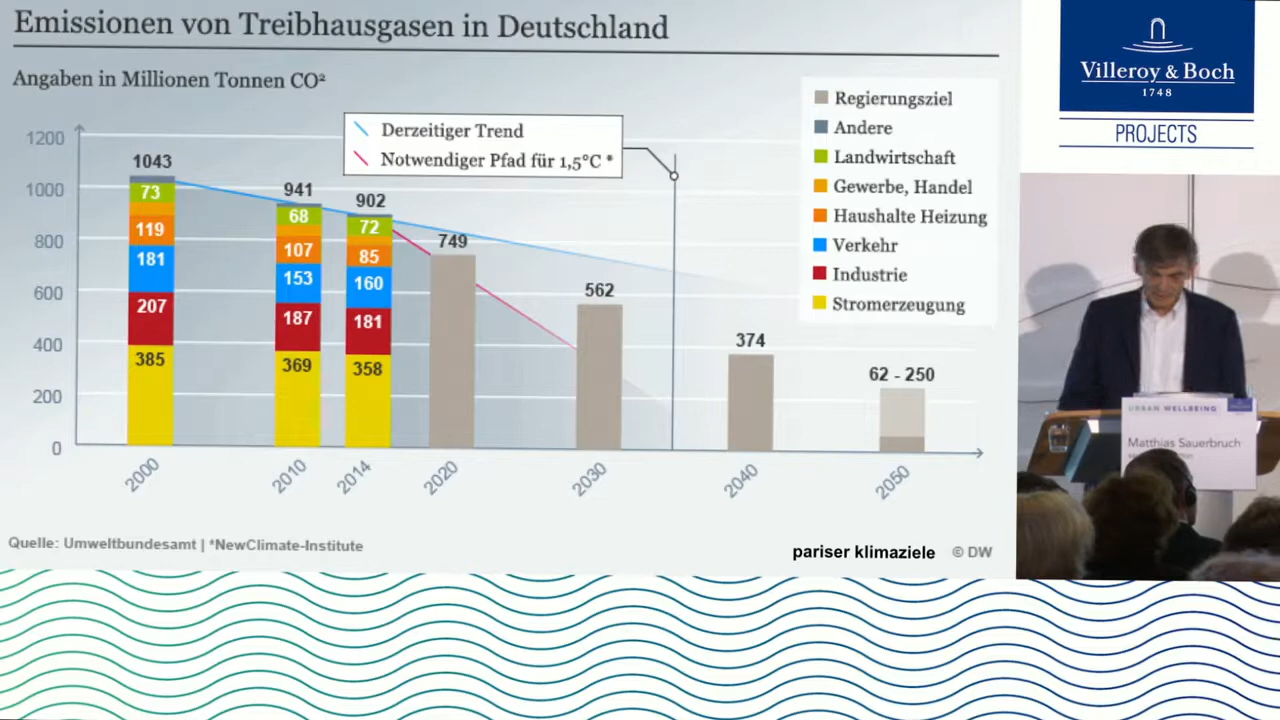 Emissionen von Treibhausgasen in Deutschland
Angaben in Millionen Tonnen CO²
Derzeitiger Trend
Notwendiger Pfad für 1,5°C *
Regierungsziel
Andere
Landwirtschaft
Gewerbe, Handel
Haushalte Heizung
Verkehr
Industrie
Stromerzeugung
1200
1000
800
600
400
200
0
1043
73
119
181
207
385
941
68
107
153
187
369
902
72
85
160
181
358
749
562
374
62 - 250
2000
2010
2014
2020
2030
2040
2050
Quelle: Umweltbundesamt | *NewClimate-Institute
pariser klimaziele
© DW
Villeroy & Boch
1748
PROJECTS
URBAN WELLBEING
Matthias Sauerbruch